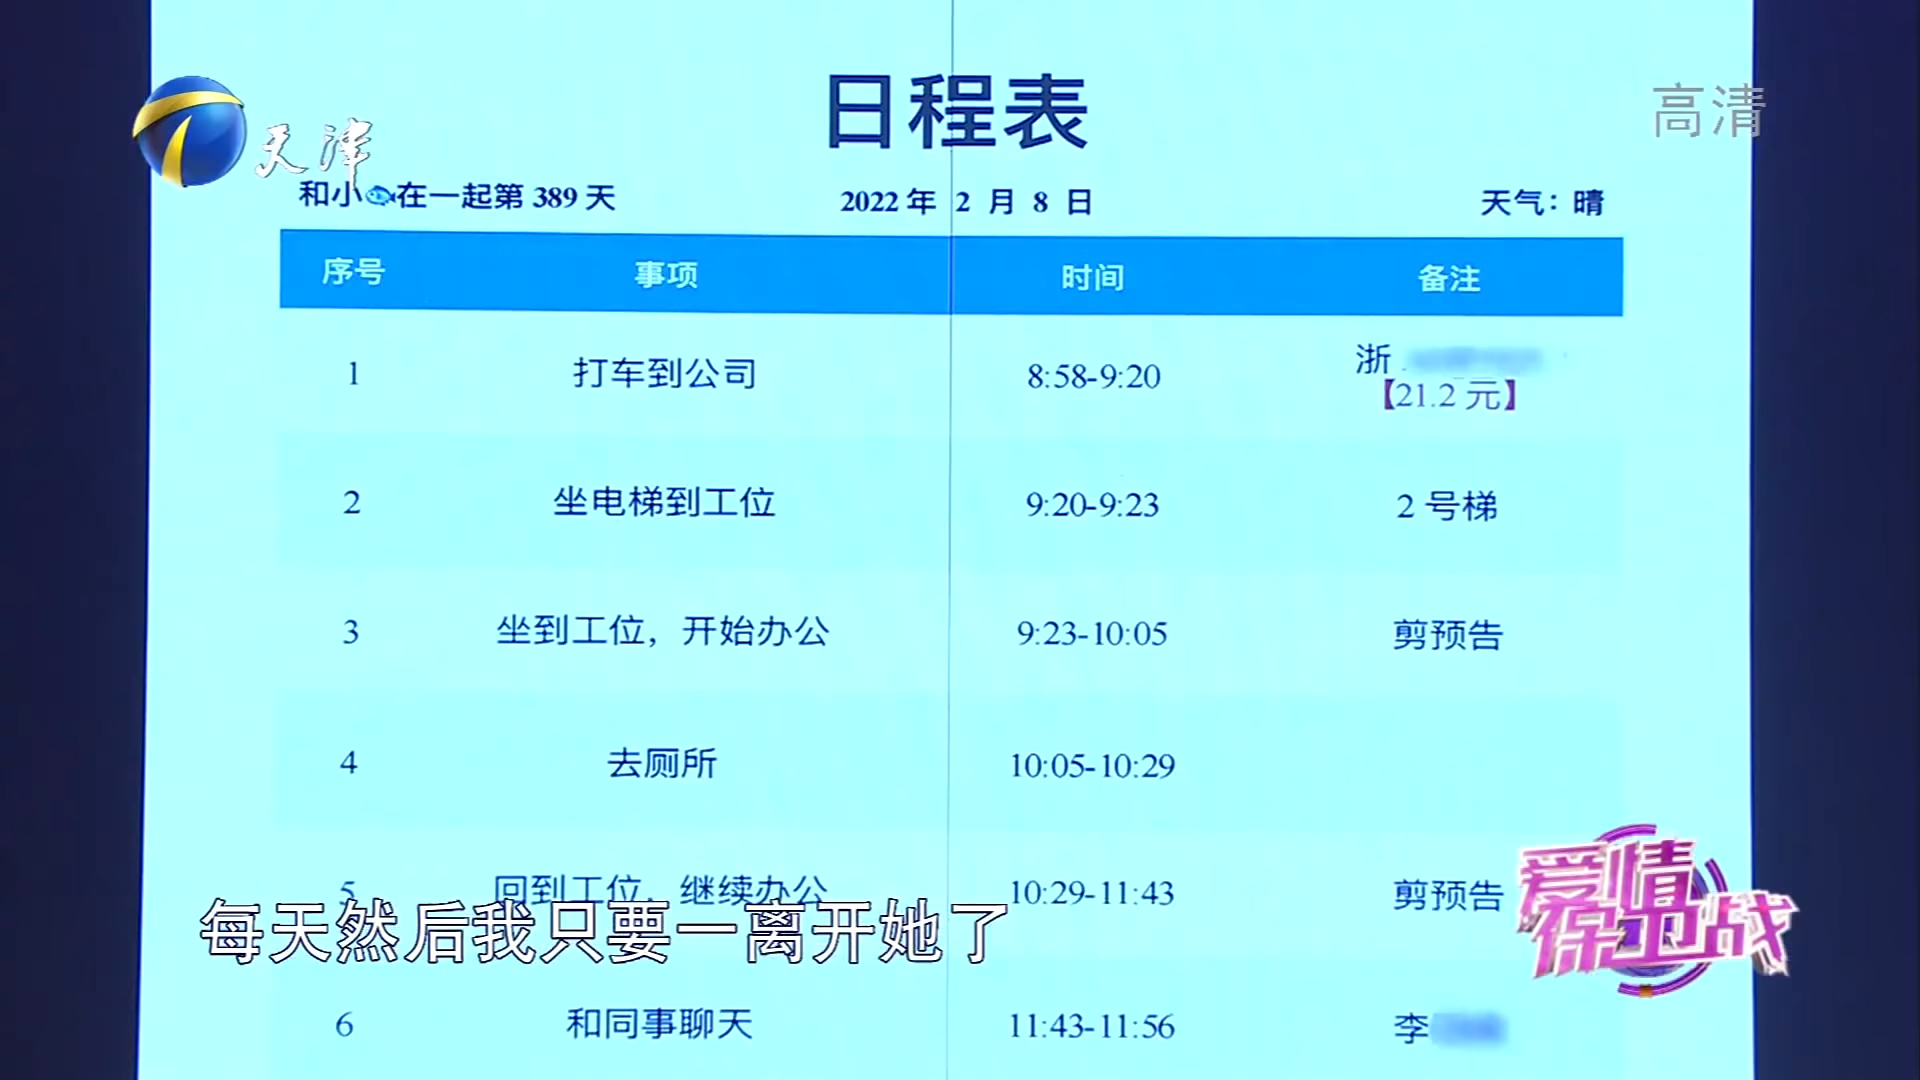 日程表
天津
高清
和小🐟在一起第 389 天 2022 年 2 月 8 日 天气：晴
序号 事项 时间 备注
1 打车到公司 8:58-9:20 浙
【21.2 元】
2 坐电梯到工位 9:20-9:23 2 号梯
3 坐到工位，开始办公 9:23-10:05 剪预告
4 去厕所 10:05-10:29
5 回到工位，继续办公 10:29-11:43 剪预告
每天然后我只要一离开她了
爱情
保卫战
6 和同事聊天 11:43-11:56 李